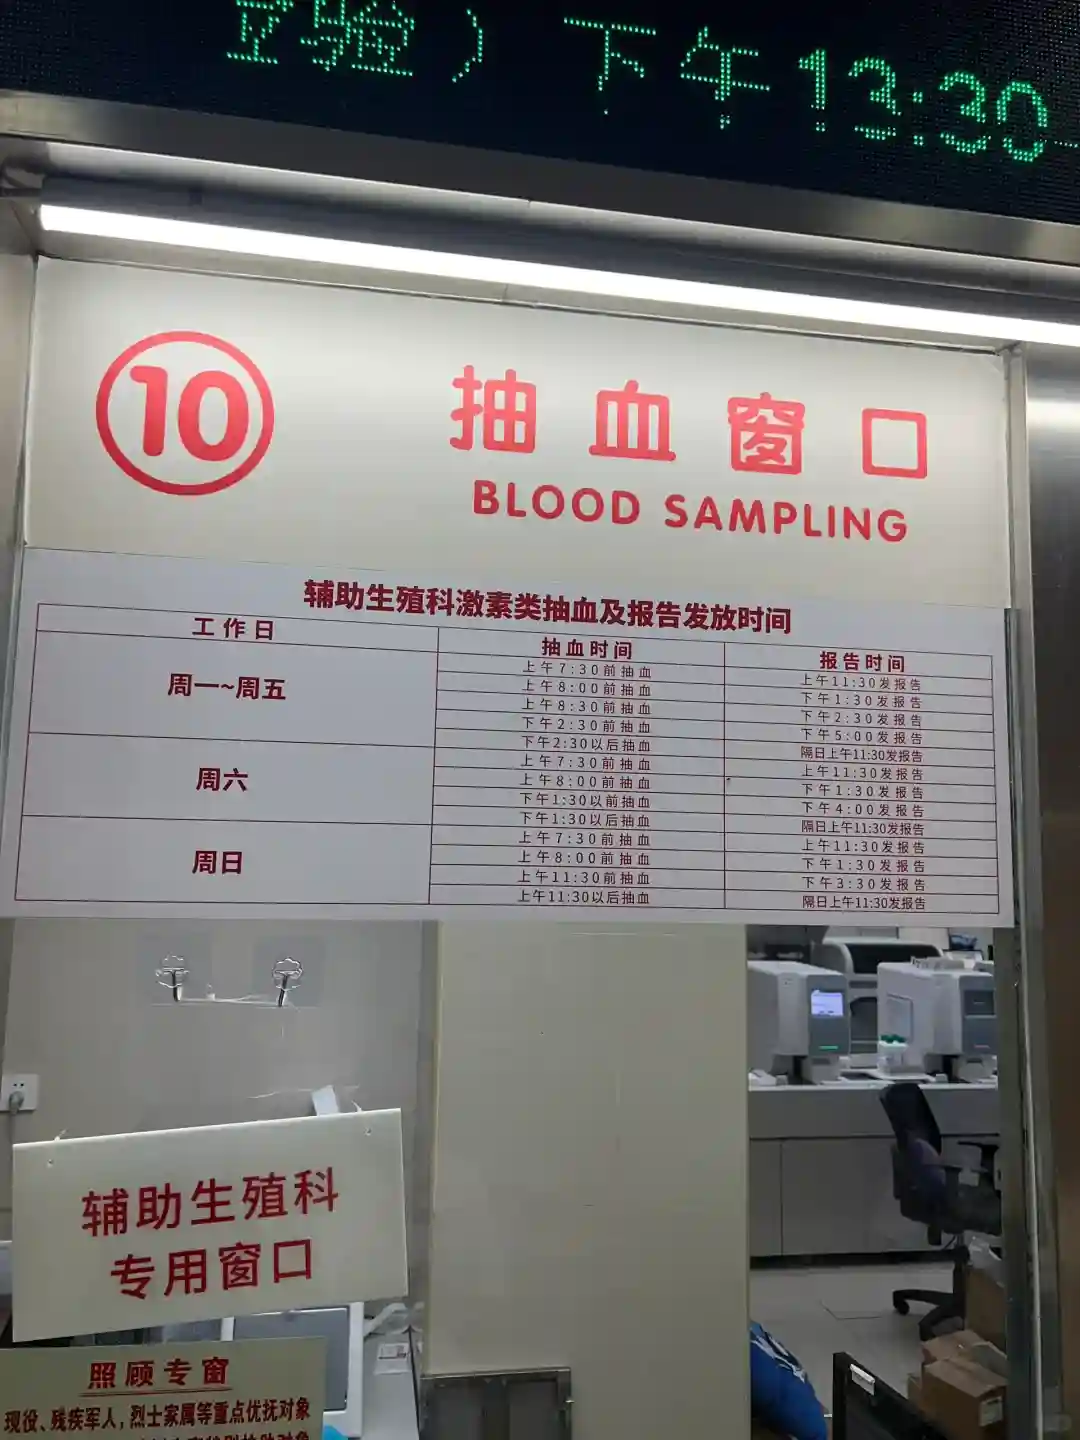 验）下午13:30
10
抽血窗口
BLOOD SAMPLING
辅助生殖科激素类抽血及报告发放时间
工作日 抽血时间 报告时间
周一~周五
上午7:30前抽血 上午11:30发报告
上午8:00前抽血 下午1:30发报告
上午8:30前抽血 下午2:30发报告
下午2:30前抽血 下午5:00发报告
下午2:30以后抽血 隔日上午11:30发报告
周六
上午7:30前抽血 上午11:30发报告
上午8:00前抽血 下午1:30发报告
下午1:30以前抽血 下午4:00发报告
下午1:30以后抽血 隔日上午11:30发报告
周日
上午7:30前抽血 上午11:30发报告
上午8:00前抽血 下午1:30发报告
上午11:30前抽血 下午3:30发报告
上午11:30以后抽血 隔日上午11:30发报告
辅助生殖科
专用窗口
照顾专窗
现役、残疾军人，烈士家属等重点优抚对象